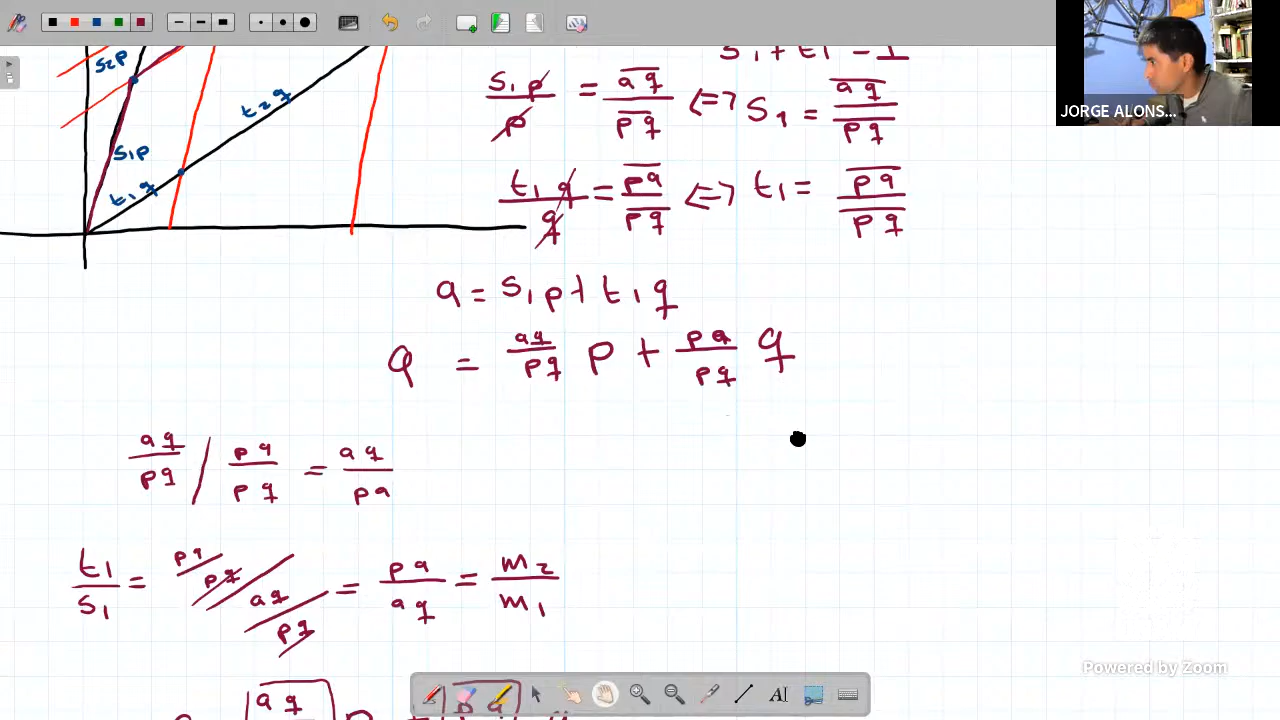 JORGE ALONS...
S₁ + t₁ = 1
S₂p
t₂q
S₁p
t₁q
S₁p / p = aq / pq ⇔ S₁ = aq / pq
t₁q / q = pa / pq ⇔ t₁ = pa / pq
a = S₁p + t₁q
a = aq/pq p + pa/pq q
aq/pq / pa/pq = aq/pa
t₁/S₁ = pa/pq / aq/pq = pa/aq = m₂/m₁
aq
Powered by Zoom
AI